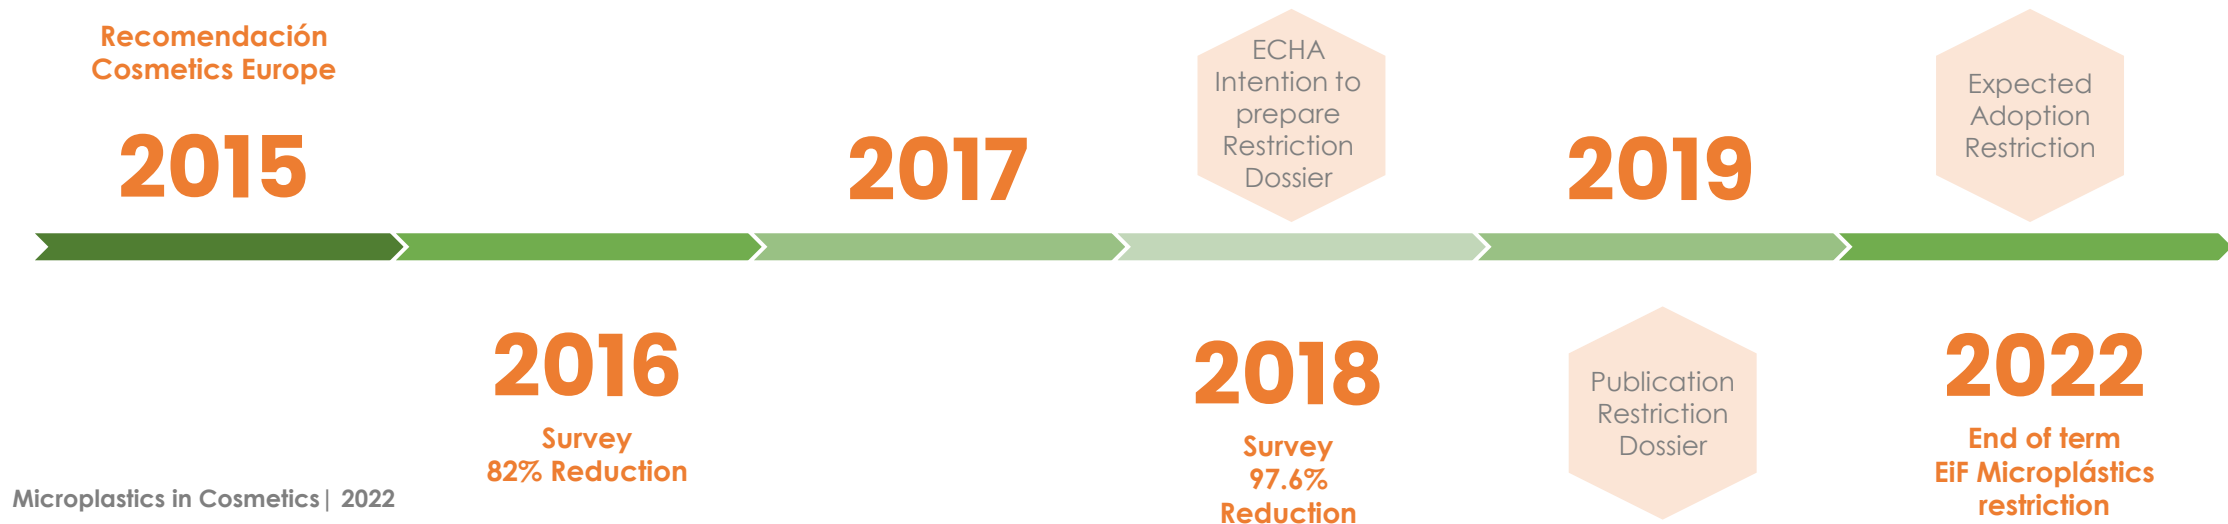 Recomendación
Cosmetics Europe
2015
2016
Survey
82% Reduction
2017
ECHA
Intention to
prepare
Restriction
Dossier
2018
Survey
97.6%
Reduction
2019
Publication
Restriction
Dossier
Expected
Adoption
Restriction
2022
End of term
EiF Microplástics
restriction
Microplastics in Cosmetics| 2022